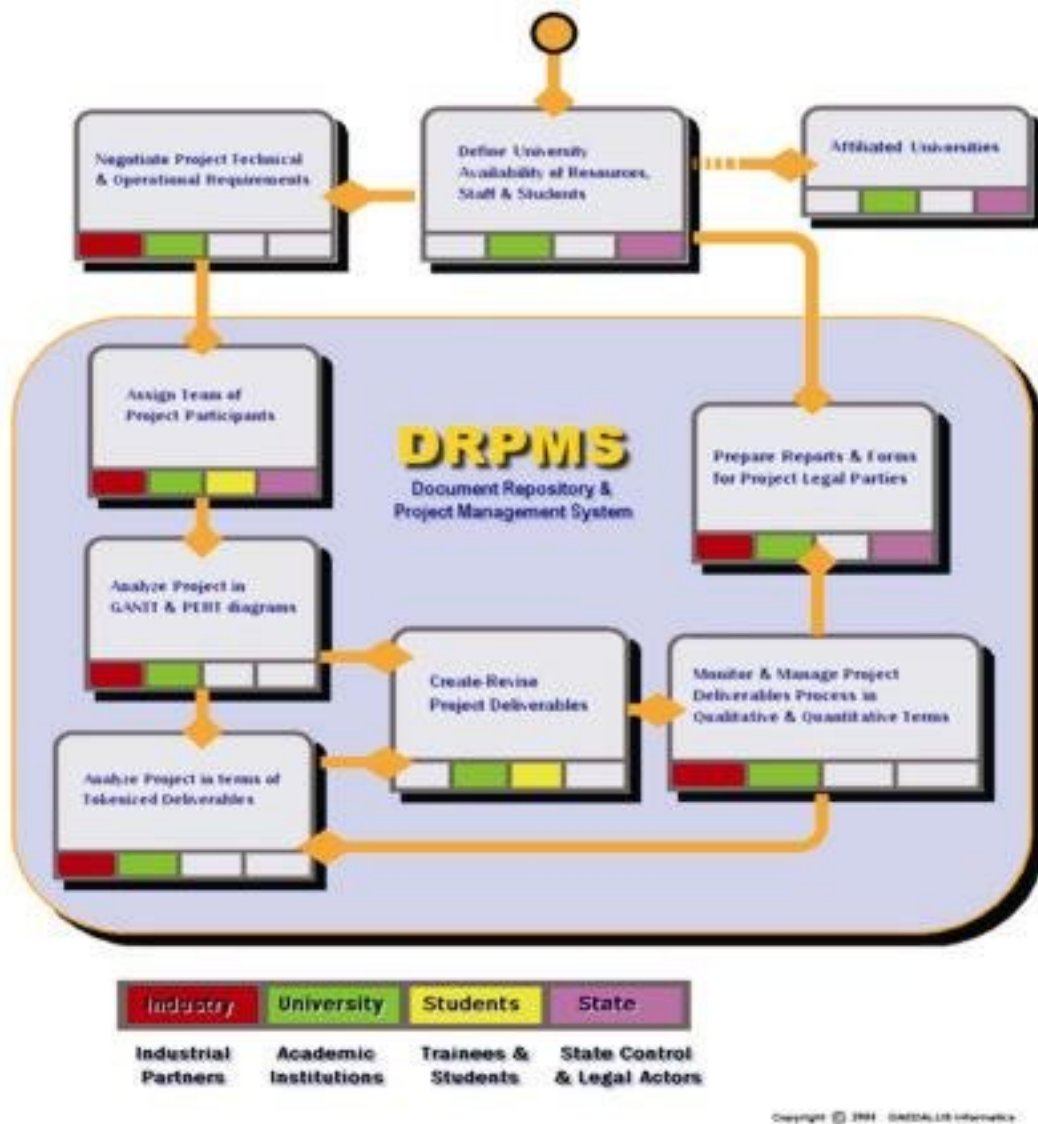 Negotiate Project Technical
& Operational Requirements
Define University
Availability of Resources,
Staff & Students
Affiliated Universities
Assign Team of
Project Participants
DRPMS
Document Repository &
Project Management System
Prepare Reports & Forms
for Project Legal Parties
Analyze Project in
GANTT & PERT diagrams
Create-Revise
Project Deliverables
Monitor & Manage Project
Deliverables Process in
Qualitative & Quantitative Terms
Analyze Project in terms of
Tokenized Deliverables
Industry University Students State
Industrial
Partners
Academic
Institutions
Trainees &
Students
State Control
& Legal Actors
Copyright © DAEDALUS Informatics